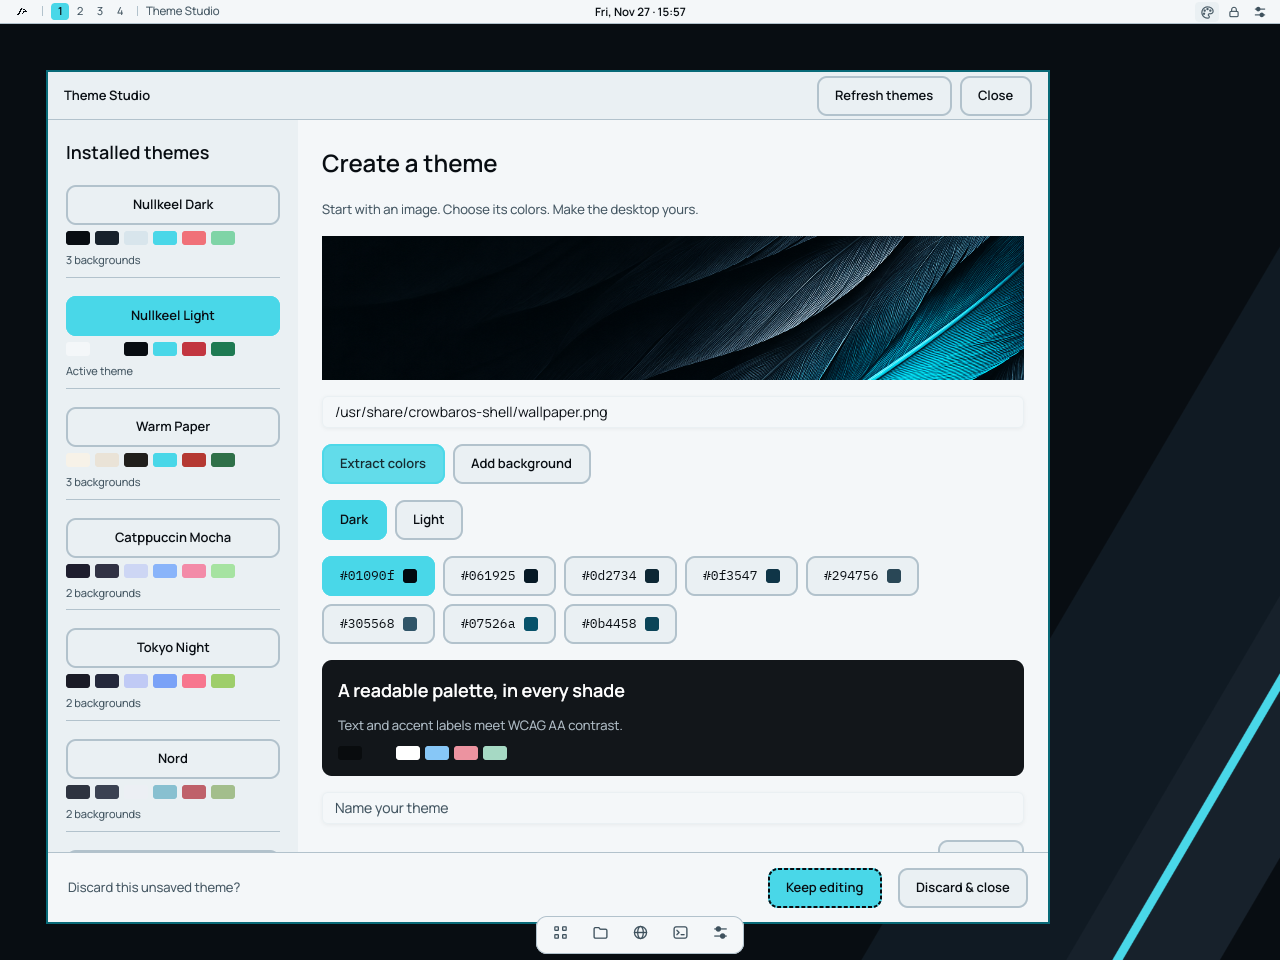 1 2 3 4 Theme Studio Fri, Nov 27 · 15:57
Theme Studio Refresh themes Close
Installed themes
Nullkeel Dark
3 backgrounds
Nullkeel Light
Active theme
Warm Paper
3 backgrounds
Catppuccin Mocha
2 backgrounds
Tokyo Night
2 backgrounds
Nord
2 backgrounds
Create a theme
Start with an image. Choose its colors. Make the desktop yours.
/usr/share/crowbaros-shell/wallpaper.png
Extract colors Add background
Dark Light
#01090f #061925 #0d2734 #0f3547 #294756
#305568 #07526a #0b4458
A readable palette, in every shade
Text and accent labels meet WCAG AA contrast.
Name your theme
Discard this unsaved theme? Keep editing Discard & close